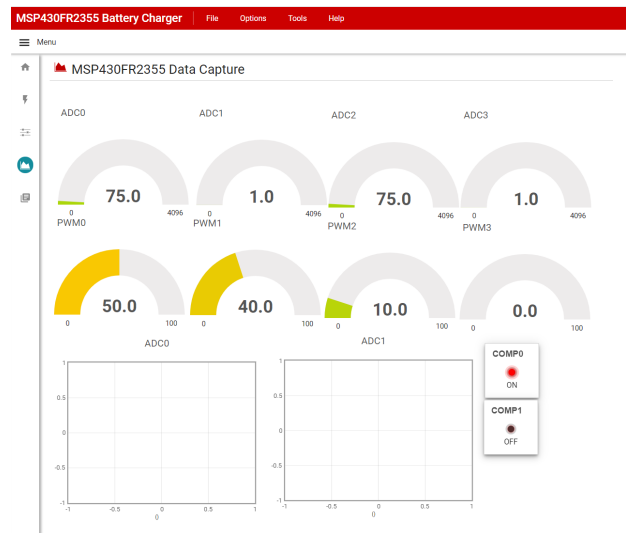 MSP430FR2355 Battery Charger File Options Tools Help
Menu
MSP430FR2355 Data Capture
ADC0 ADC1 ADC2 ADC3
75.0 1.0 75.0 1.0
0 4096 0 4096 0 4096 0 4096
PWM0 PWM1 PWM2 PWM3
50.0 40.0 10.0 0.0
0 100 0 100 0 100 0 100
ADC0 ADC1
1 1
0.5 0.5
0 0
-0.5 -0.5
-1 -1
-1 -0.5 0 0.5 1 -1 -0.5 0 0.5 1
0 0
COMP0
ON
COMP1
OFF